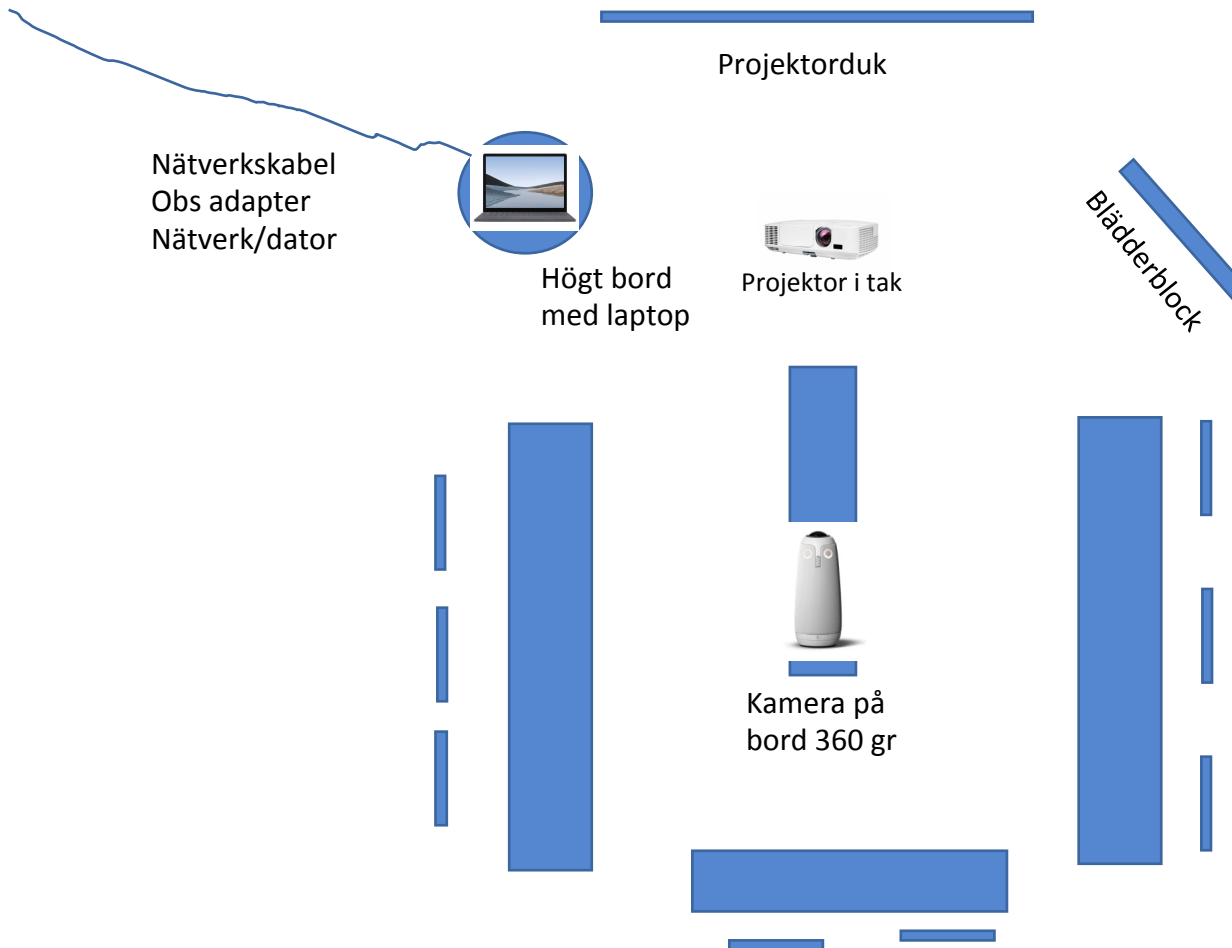 Projektorduk
Nätverkskabel
Obs adapter
Nätverk/dator
Högt bord
med laptop
Projektor i tak
Blädderblock
Kamera på
bord 360 gr